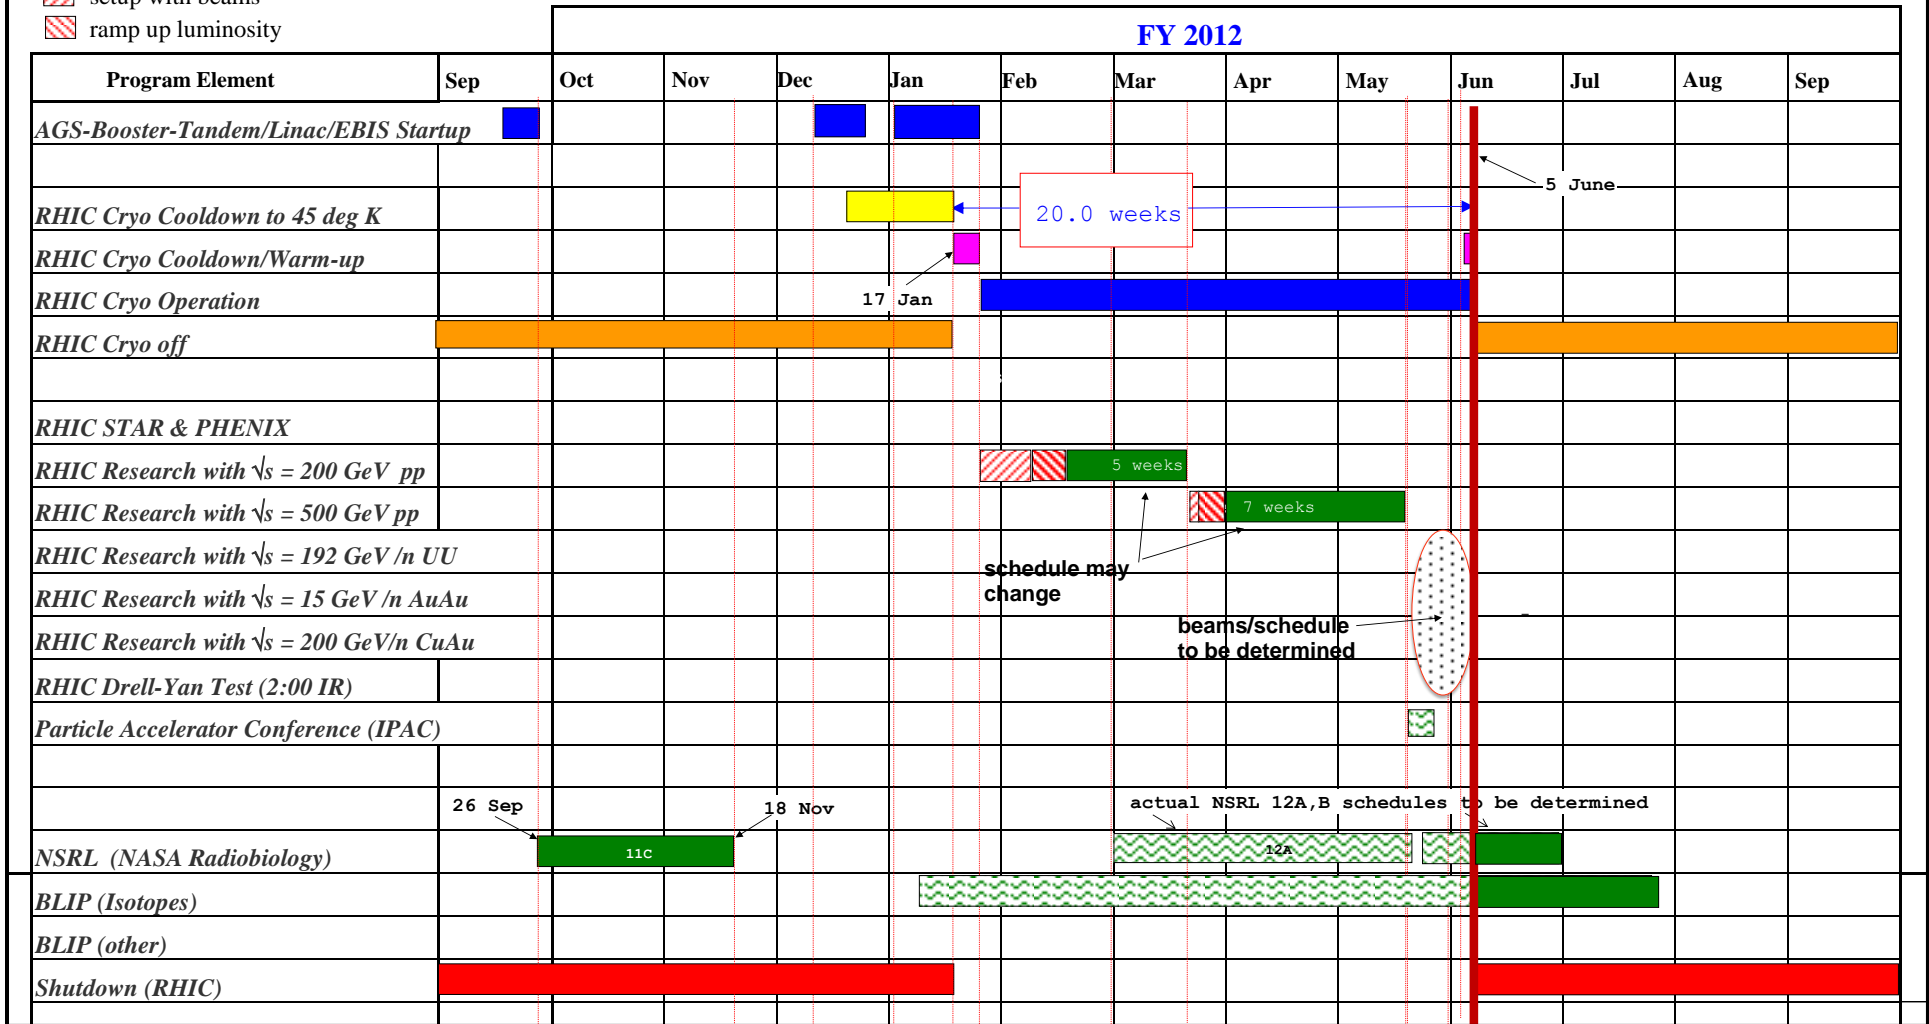 setup with beams
ramp up luminosity
FY 2012
Program Element Sep Oct Nov Dec Jan Feb Mar Apr May Jun Jul Aug Sep
AGS-Booster-Tandem/Linac/EBIS Startup
5 June
RHIC Cryo Cooldown to 45 deg K
20.0 weeks
RHIC Cryo Cooldown/Warm-up
17 Jan
RHIC Cryo Operation
RHIC Cryo off
RHIC STAR & PHENIX
RHIC Research with √s = 200 GeV pp
5 weeks
RHIC Research with √s = 500 GeV pp
7 weeks
RHIC Research with √s = 192 GeV /n UU
schedule may
change
RHIC Research with √s = 15 GeV /n AuAu
beams/schedule
to be determined
RHIC Research with √s = 200 GeV/n CuAu
RHIC Drell-Yan Test (2:00 IR)
Particle Accelerator Conference (IPAC)
26 Sep
18 Nov
actual NSRL 12A,B schedules to be determined
NSRL (NASA Radiobiology)
11C
12A
BLIP (Isotopes)
BLIP (other)
Shutdown (RHIC)